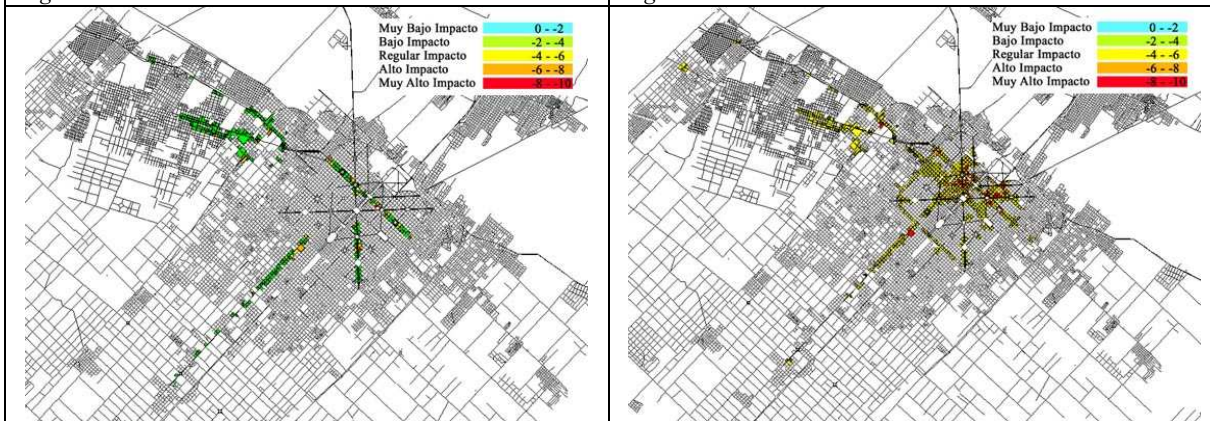 Muy Bajo Impacto 0 - -2
Bajo Impacto -2 - -4
Regular Impacto -4 - -6
Alto Impacto -6 - -8
Muy Alto Impacto -8 - -10
Muy Bajo Impacto 0 - -2
Bajo Impacto -2 - -4
Regular Impacto -4 - -6
Alto Impacto -6 - -8
Muy Alto Impacto -8 - -10